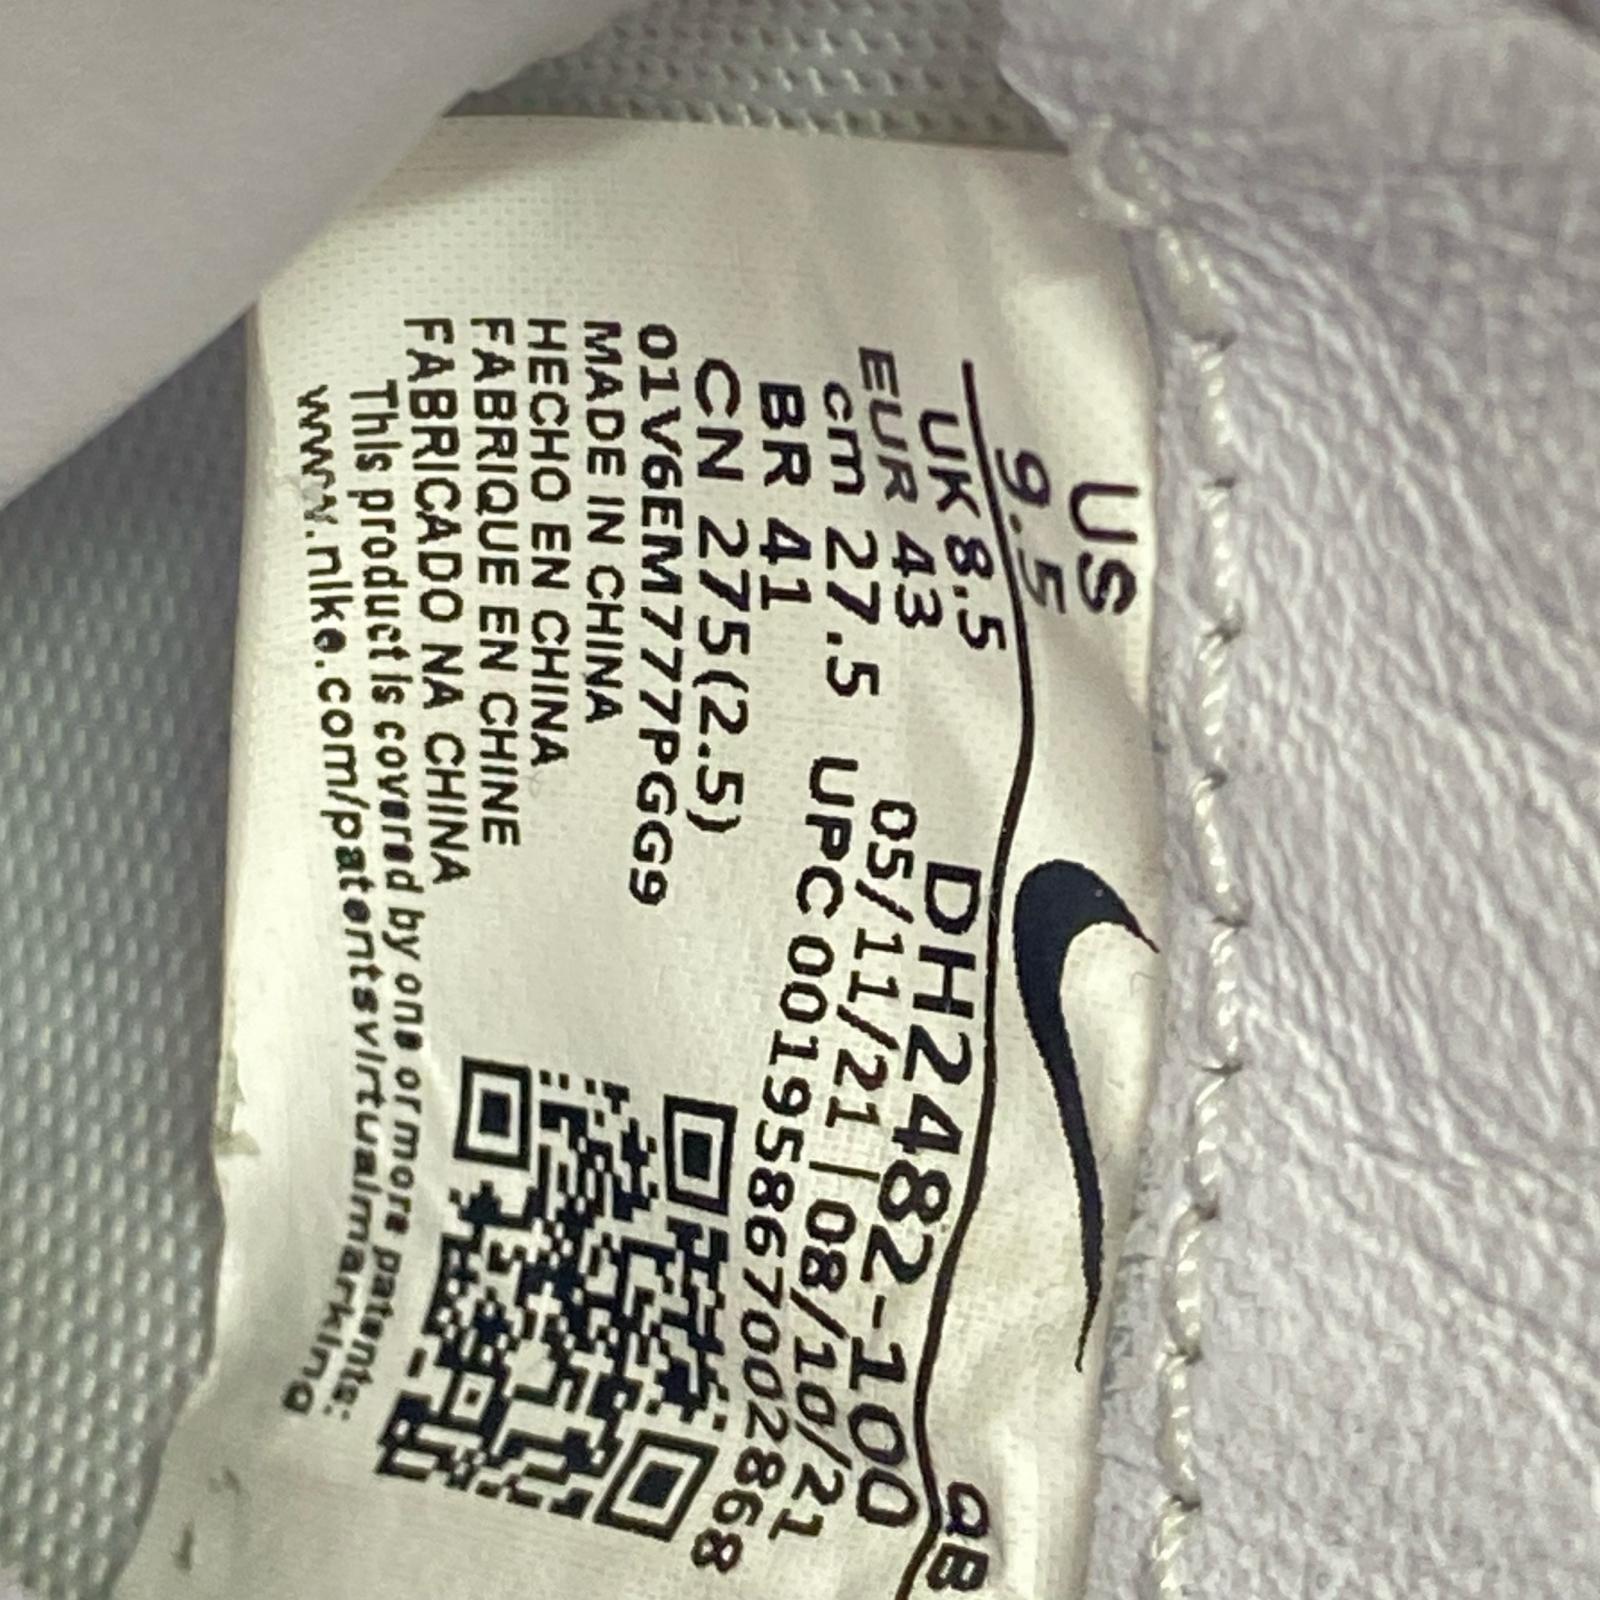 US
9.5
QB
UK 8.5
DH2482-100
EUR 43
05/11/21 | 08/10/21
cm 27.5
UPC 00195867002868
BR 41
CN 275(2.5)
01V6EM777PGG9
MADE IN CHINA
HECHO EN CHINA
FABRIQUE EN CHINE
FABRICADO NA CHINA
This product is covered by one or more patents:
www.nike.com/patentsvirtualmarking